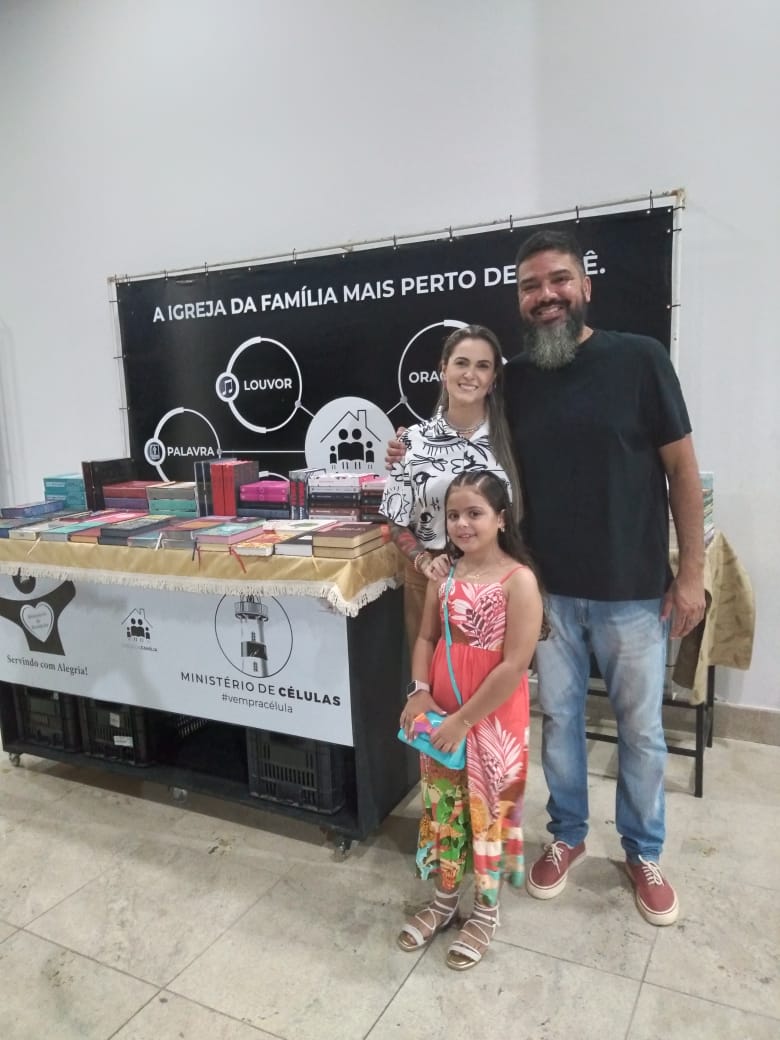 A IGREJA DA FAMÍLIA MAIS PERTO DE
LOUVOR
PALAVRA
Servindo com Alegria!
MINISTÉRIO DE CÉLULAS
#vempracélula